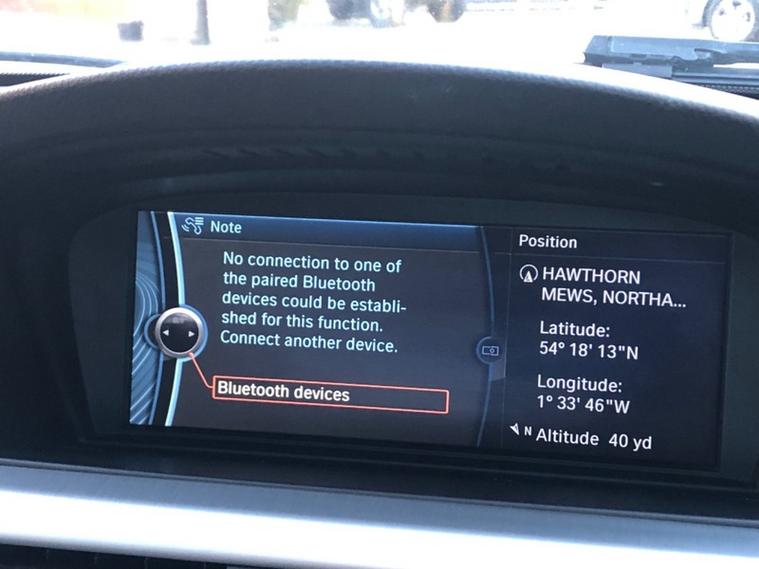 Note
No connection to one of
the paired Bluetooth
devices could be establi-
shed for this function.
Connect another device.
Bluetooth devices
Position
HAWTHORN
MEWS, NORTHA...
Latitude:
54° 18' 13"N
Longitude:
1° 33' 46"W
N Altitude 40 yd